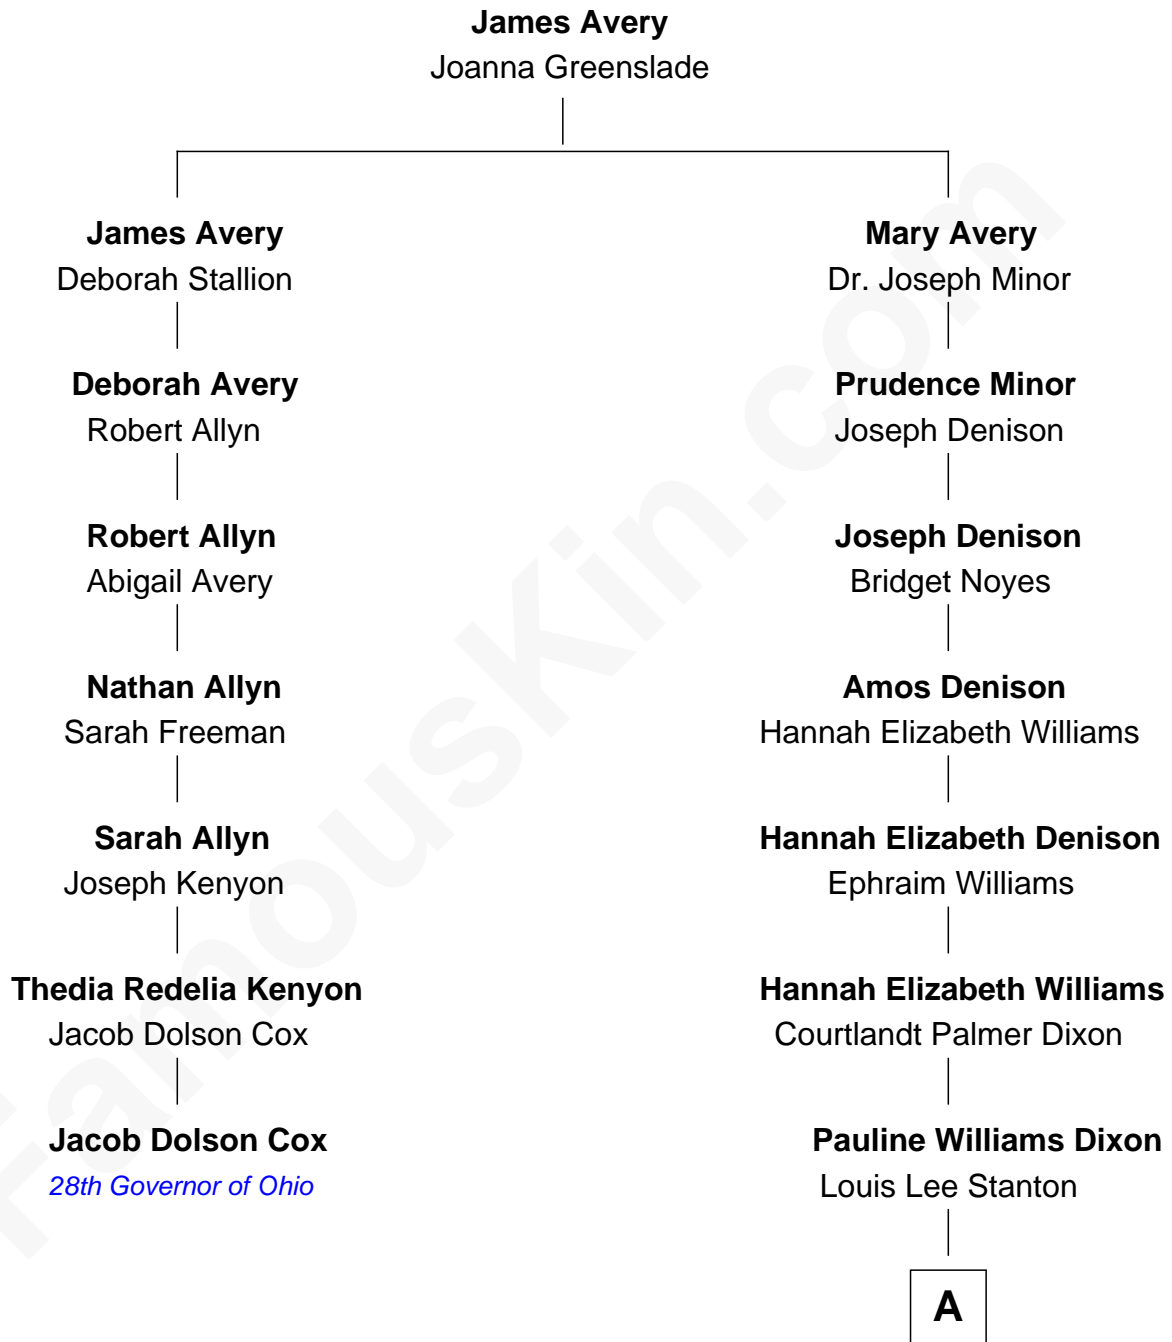 James Avery
Joanna Greenslade
James Avery
Deborah Stallion
Mary Avery
Dr. Joseph Minor
Deborah Avery
Robert Allyn
Prudence Minor
Joseph Denison
Robert Allyn
Abigail Avery
Joseph Denison
Bridget Noyes
Nathan Allyn
Sarah Freeman
Amos Denison
Hannah Elizabeth Williams
Sarah Allyn
Joseph Kenyon
Hannah Elizabeth Denison
Ephraim Williams
Thedia Redelia Kenyon
Jacob Dolson Cox
Hannah Elizabeth Williams
Courtlandt Palmer Dixon
Jacob Dolson Cox
28th Governor of Ohio
Pauline Williams Dixon
Louis Lee Stanton
A
FamousKin.com